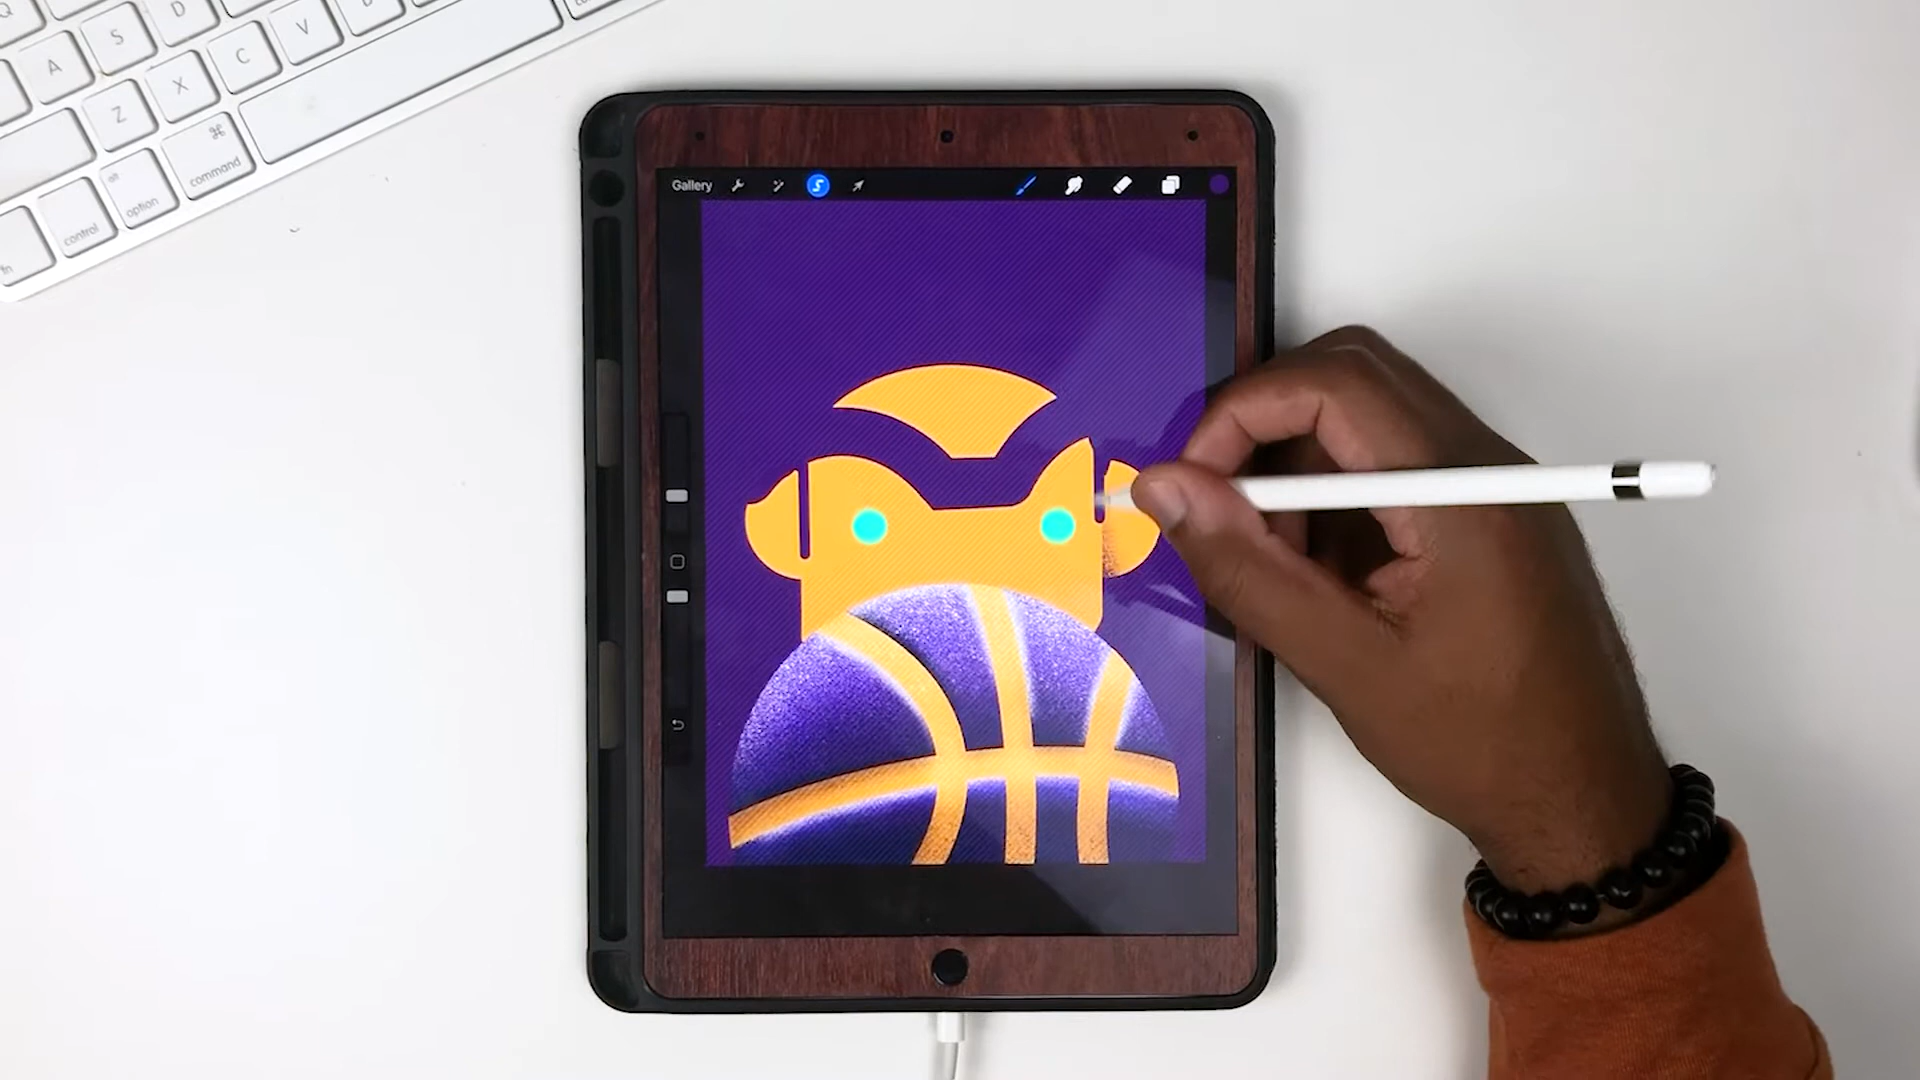 Q
A S D
Z X C V B
⌘
command
alt
option
control
fn
Gallery
S